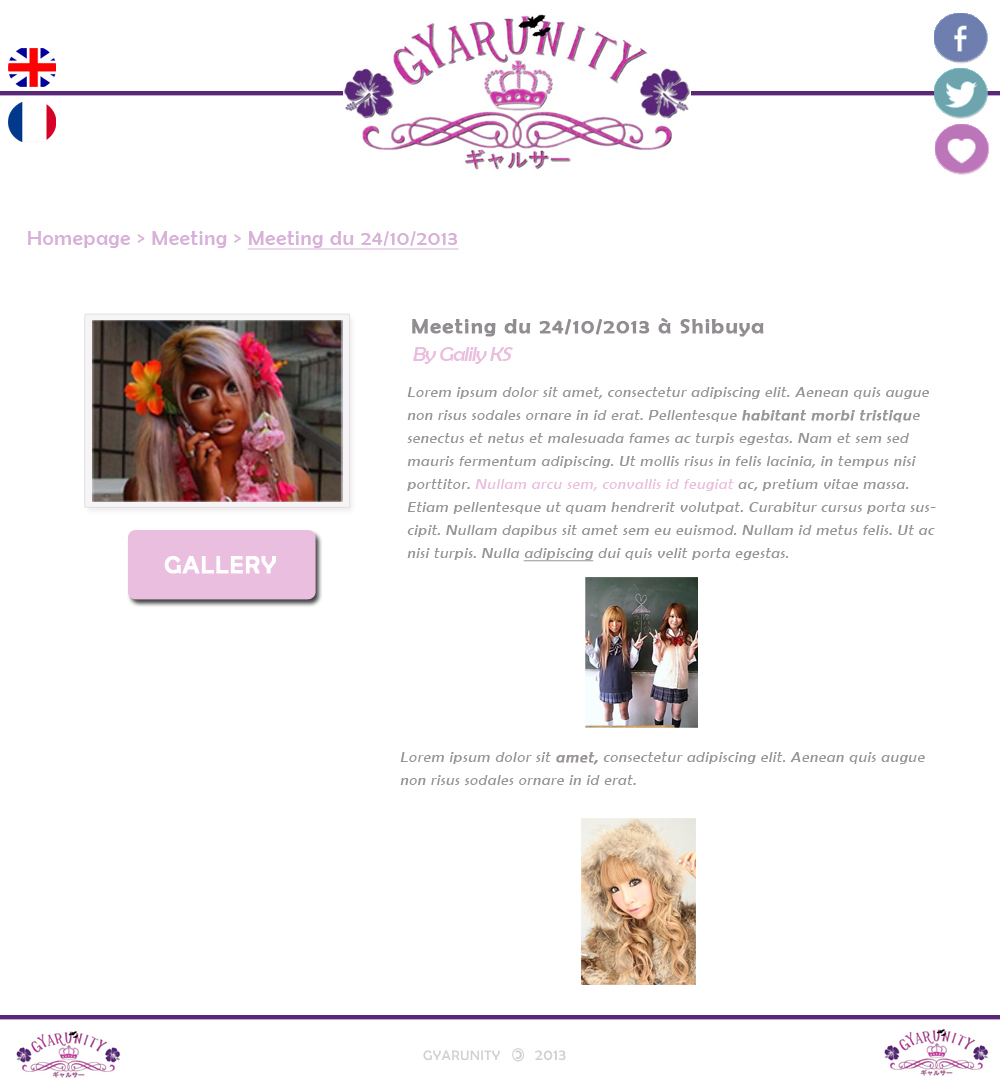 GYARUNITY
ギャルサー
Homepage > Meeting > Meeting du 24/10/2013
Meeting du 24/10/2013 à Shibuya
By Galily KS
Lorem ipsum dolor sit amet, consectetur adipiscing elit. Aenean quis augue
non risus sodales ornare in id erat. Pellentesque habitant morbi tristique
senectus et netus et malesuada fames ac turpis egestas. Nam et sem sed
mauris fermentum adipiscing. Ut mollis risus in felis lacinia, in tempus nisi
porttitor. Nullam arcu sem, convallis id feugiat ac, pretium vitae massa.
Etiam pellentesque ut quam hendrerit volutpat. Curabitur cursus porta sus-
cipit. Nullam dapibus sit amet sem eu euismod. Nullam id metus felis. Ut ac
nisi turpis. Nulla adipiscing dui quis velit porta egestas.
GALLERY
Lorem ipsum dolor sit amet, consectetur adipiscing elit. Aenean quis augue
non risus sodales ornare in id erat.
GYARUNITY
ギャルサー
GYARUNITY © 2013
GYARUNITY
ギャルサー